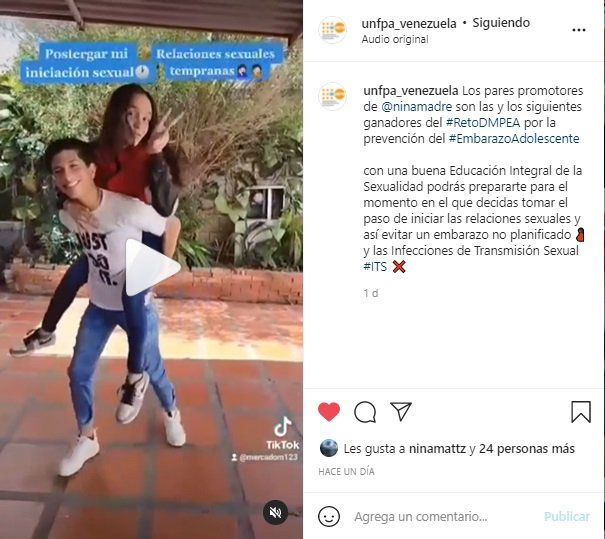 Postergar mi
iniciación sexual
Relaciones sexuales
tempranas
JUST
DO
IT.
TikTok
@mercadom123
unfpa_venezuela • Siguiendo
Audio original
unfpa_venezuela Los pares promotores
de @ninamadre son las y los siguientes
ganadores del #RetoDMPEA por la
prevención del #EmbarazoAdolescente
con una buena Educación Integral de la
Sexualidad podrás prepararte para el
momento en el que decidas tomar el
paso de iniciar las relaciones sexuales y
así evitar un embarazo no planificado
y las Infecciones de Transmisión Sexual
#ITS
1 d
Les gusta a ninamattz y 24 personas más
HACE UN DÍA
Agrega un comentario...
Publicar